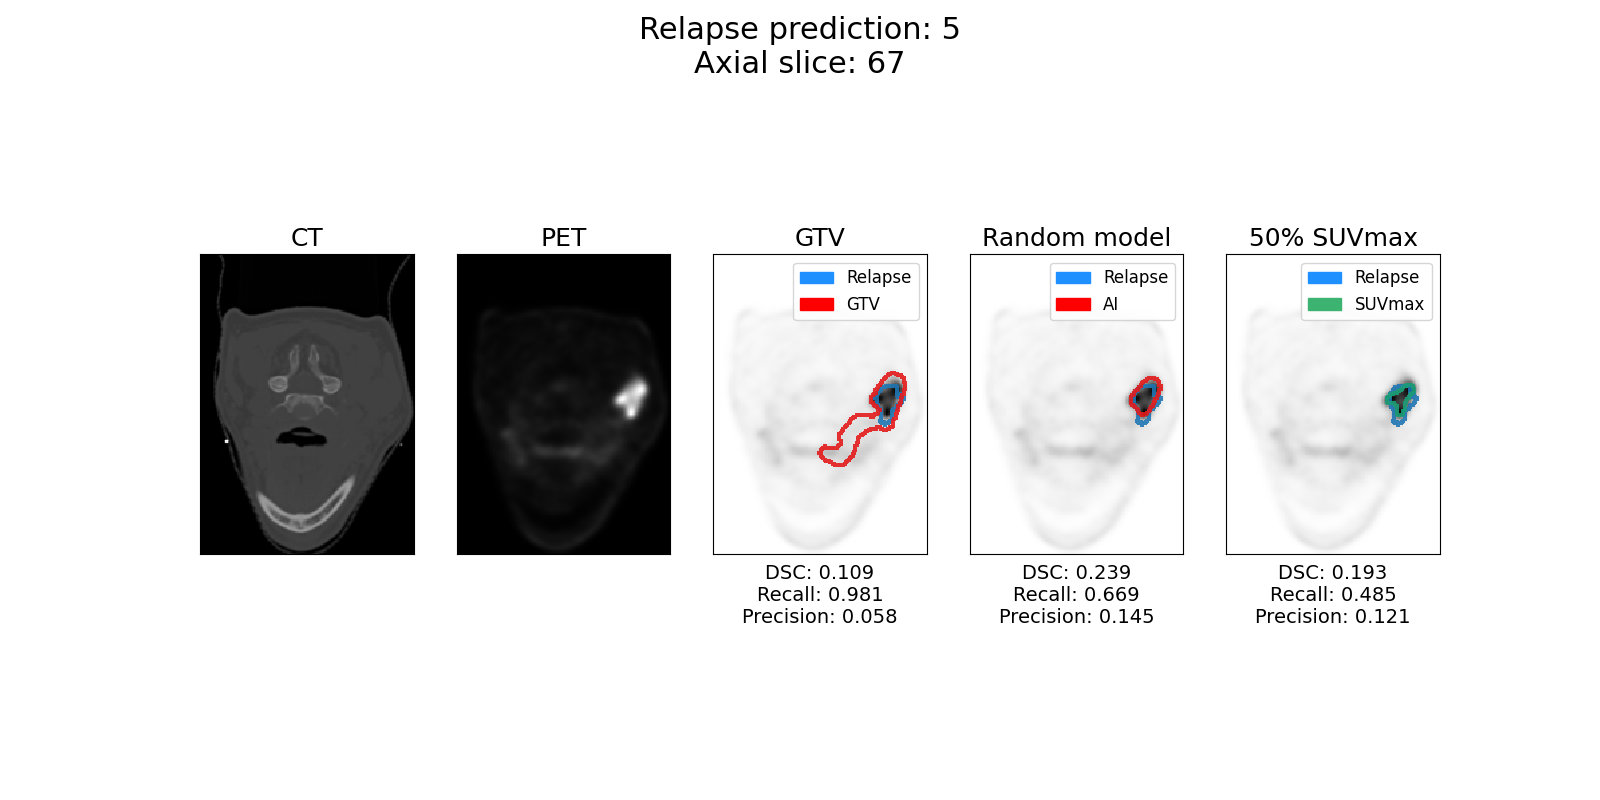 Relapse prediction: 5
Axial slice: 67
CT
PET
GTV
Random model
50% SUVmax
Relapse
GTV
Relapse
AI
Relapse
SUVmax
DSC: 0.109
Recall: 0.981
Precision: 0.058
DSC: 0.239
Recall: 0.669
Precision: 0.145
DSC: 0.193
Recall: 0.485
Precision: 0.121